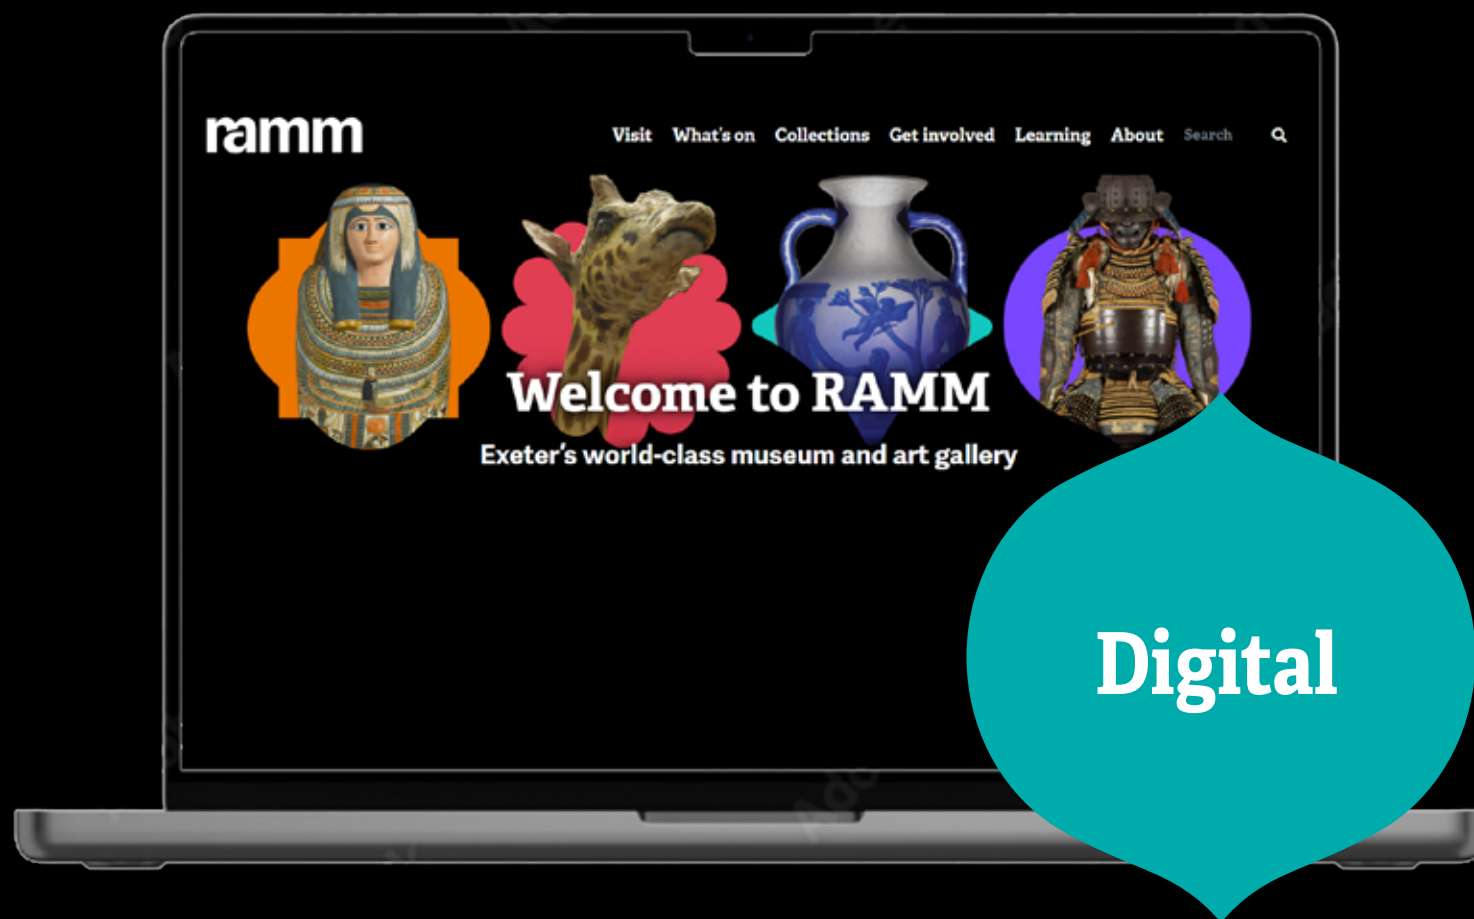 ramm
Visit What's on Collections Get involved Learning About Search
Welcome to RAMM
Exeter's world-class museum and art gallery
Digital